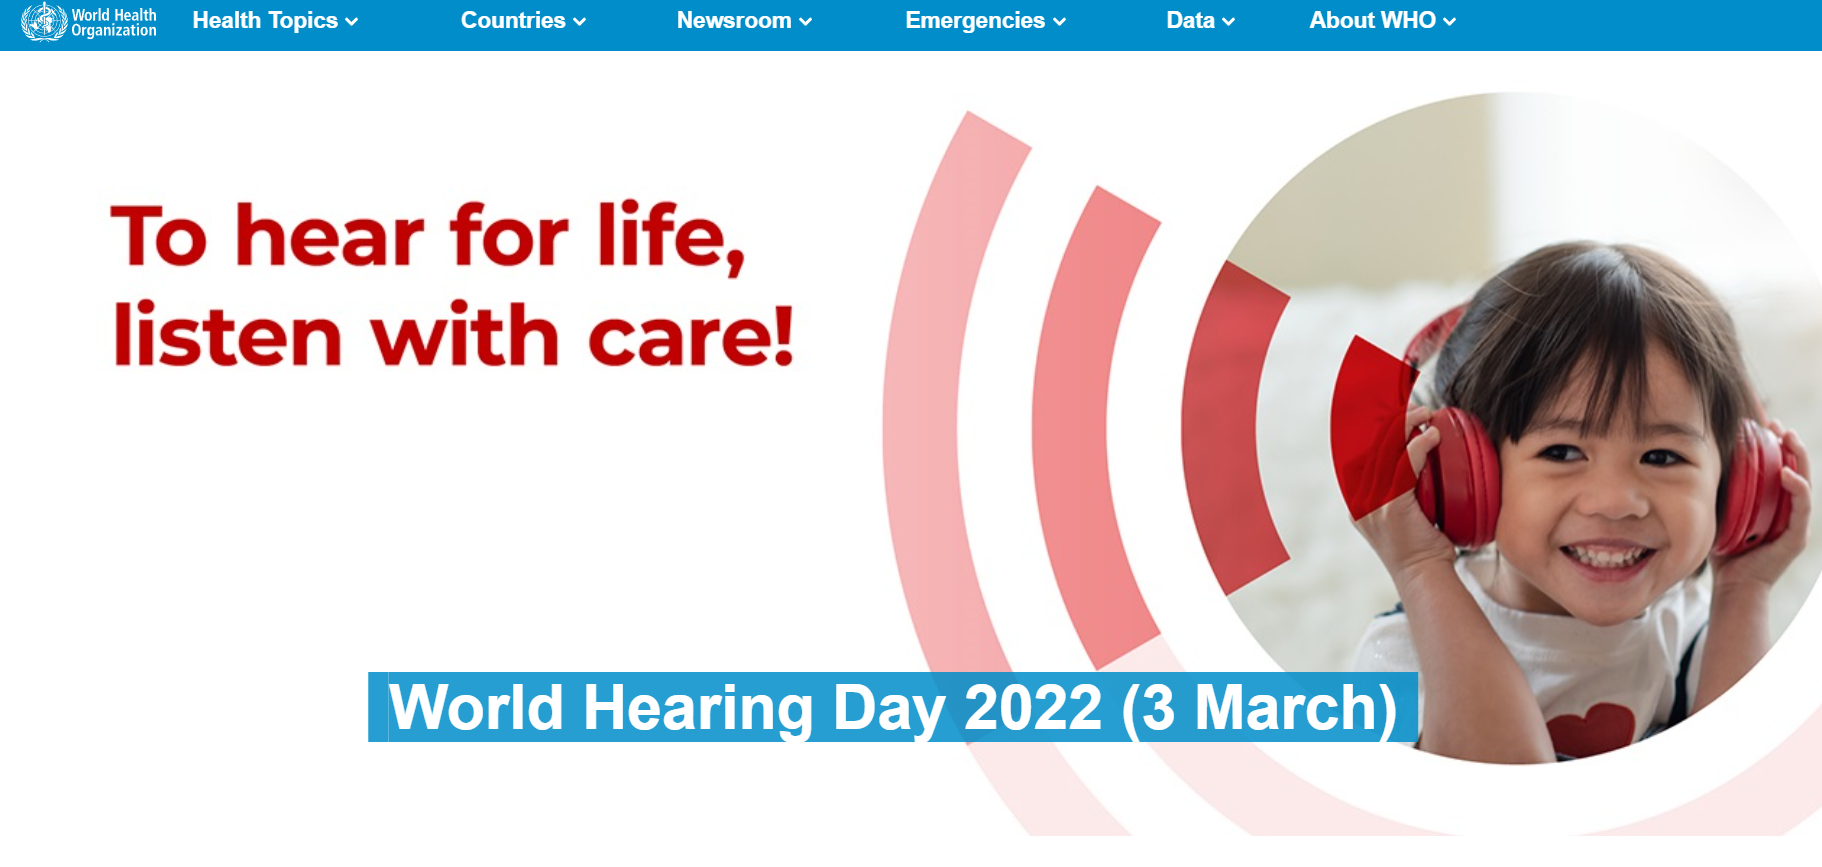 World Health
Organization
Health Topics
Countries
Newsroom
Emergencies
Data
About WHO
To hear for life,
listen with care!
World Hearing Day 2022 (3 March)